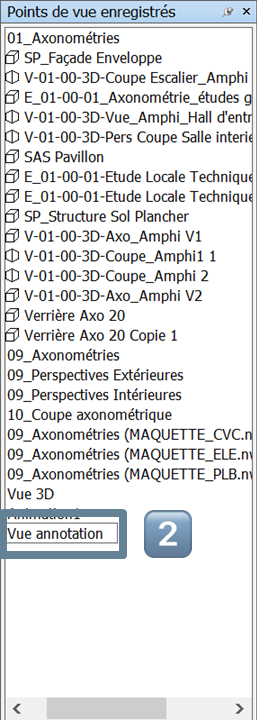 Points de vue enregistrés
01_Axonométries
SP_Façade Enveloppe
V-01-00-3D-Coupe Escalier_Amphi
E_01-00-01_Axonométrie_études g
V-01-00-3D-Vue_Amphi_Hall d'entr
V-01-00-3D-Pers Coupe Salle interie
SAS Pavillon
E_01-00-01-Etude Locale Technique
E_01-00-01-Etude Locale Technique
SP_Structure Sol Plancher
V-01-00-3D-Axo_Amphi V1
V-01-00-3D-Coupe_Amphi1 1
V-01-00-3D-Coupe_Amphi 2
V-01-00-3D-Axo_Amphi V2
Verrière Axo 20
Verrière Axo 20 Copie 1
09_Axonométries
09_Perspectives Extérieures
09_Perspectives Intérieures
10_Coupe axonométrique
09_Axonométries (MAQUETTE_CVC.n
09_Axonométries (MAQUETTE_ELE.nw
09_Axonométries (MAQUETTE_PLB.nw
Vue 3D
Animation1
Vue annotation
2